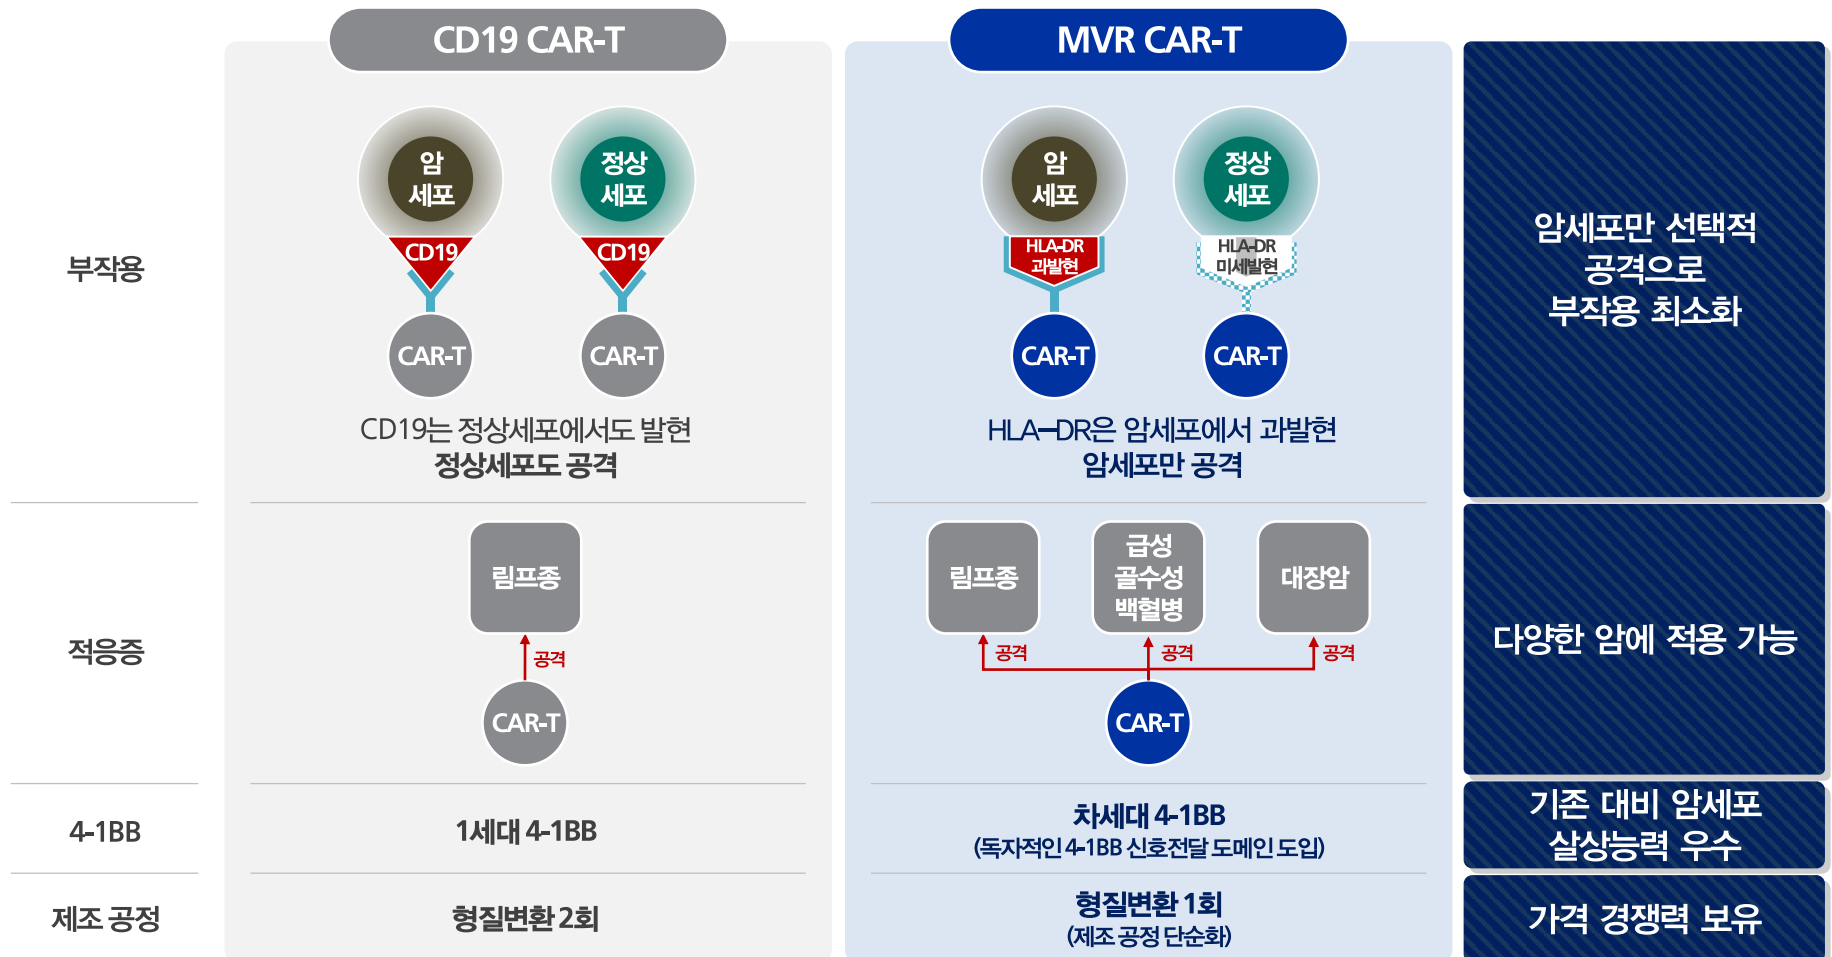 CD19 CAR-T
MVR CAR-T
부작용
암
세포
정상
세포
CD19
CD19
CAR-T
CAR-T
CD19는 정상세포에서도 발현
정상세포도 공격
암
세포
정상
세포
HLA-DR
과발현
HLA-DR
미세발현
CAR-T
CAR-T
HLA-DR은 암세포에서 과발현
암세포만 공격
암세포만 선택적
공격으로
부작용 최소화
적응증
림프종
공격
CAR-T
림프종
급성
골수성
백혈병
대장암
공격
공격
공격
CAR-T
다양한 암에 적용 가능
4-1BB
1세대 4-1BB
차세대 4-1BB
(독자적인 4-1BB 신호전달 도메인 도입)
기존 대비 암세포
살상능력 우수
제조 공정
형질변환 2회
형질변환 1회
(제조 공정 단순화)
가격 경쟁력 보유